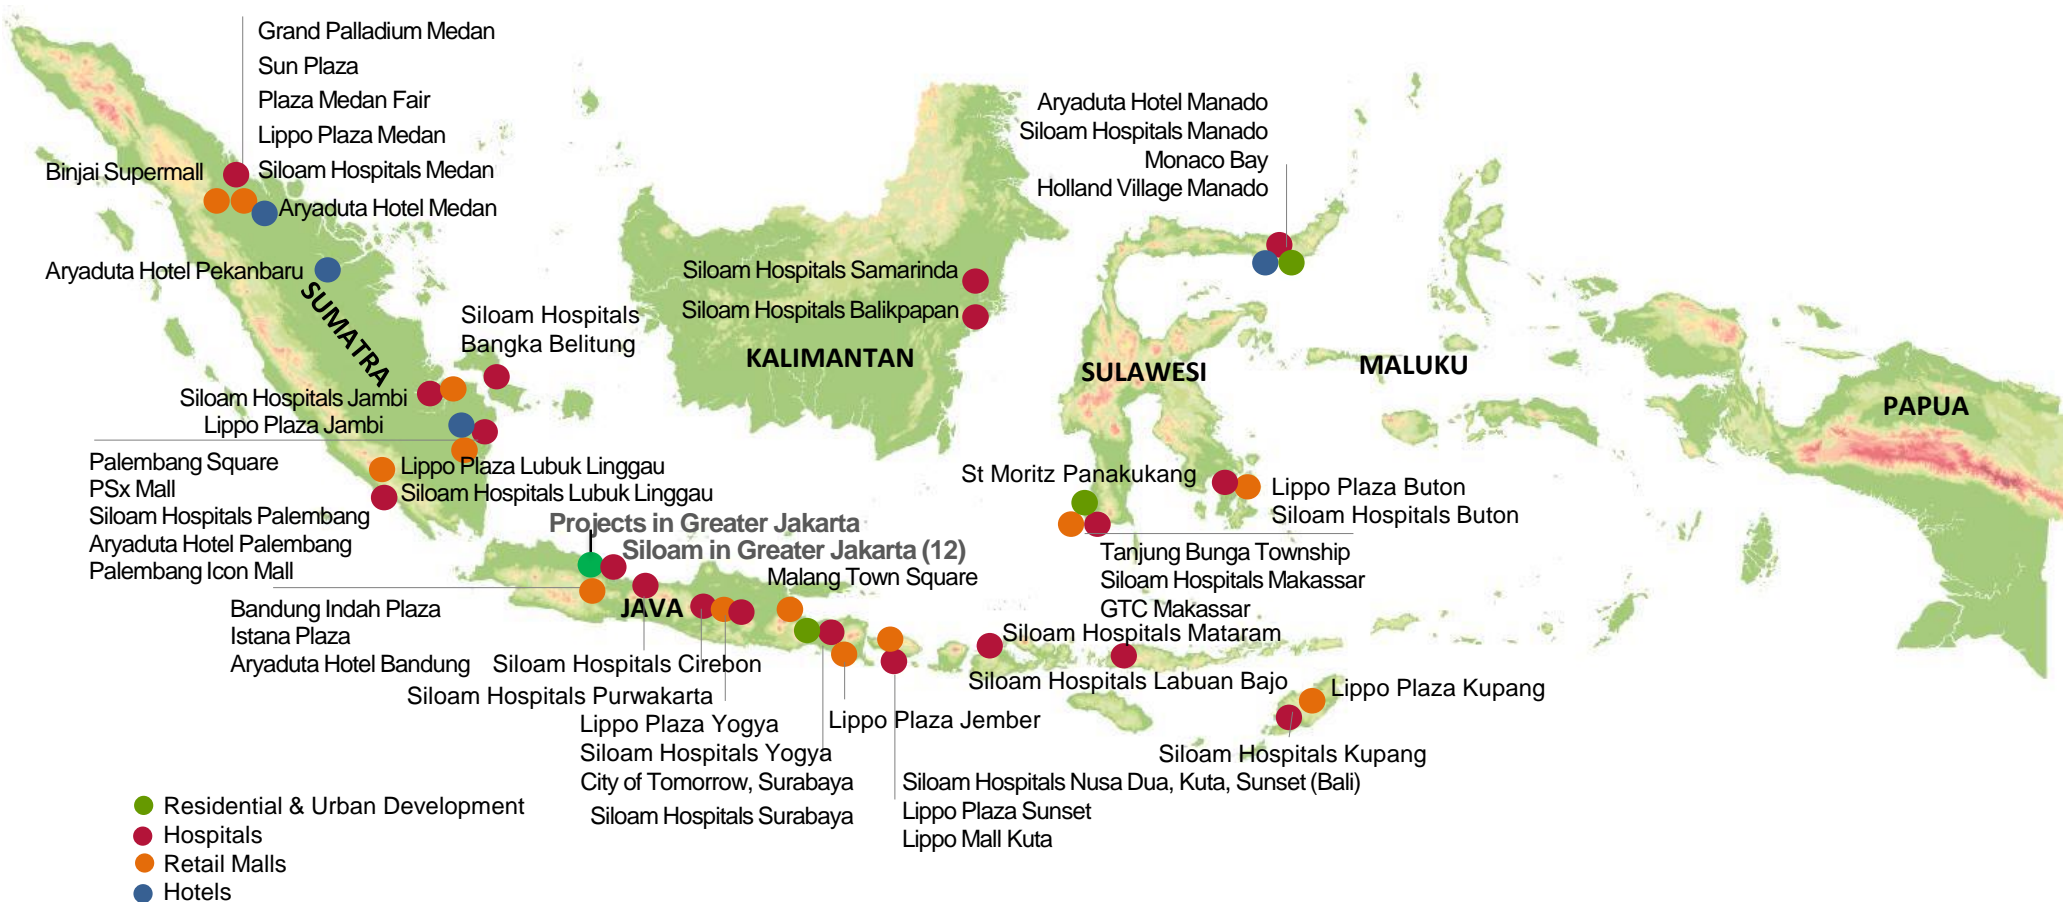 Grand Palladium Medan
Sun Plaza
Plaza Medan Fair
Lippo Plaza Medan
Siloam Hospitals Medan
Binjai Supermall
Aryaduta Hotel Medan
Aryaduta Hotel Pekanbaru
SUMATRA
Siloam Hospitals
Bangka Belitung
Siloam Hospitals Jambi
Lippo Plaza Jambi
Palembang Square
PSx Mall
Siloam Hospitals Palembang
Aryaduta Hotel Palembang
Palembang Icon Mall
Lippo Plaza Lubuk Linggau
Siloam Hospitals Lubuk Linggau
Siloam Hospitals Samarinda
Siloam Hospitals Balikpapan
KALIMANTAN
Aryaduta Hotel Manado
Siloam Hospitals Manado
Monaco Bay
Holland Village Manado
SULAWESI
MALUKU
PAPUA
St Moritz Panakukang
Lippo Plaza Buton
Siloam Hospitals Buton
Tanjung Bunga Township
Siloam Hospitals Makassar
GTC Makassar
Projects in Greater Jakarta
Siloam in Greater Jakarta (12)
Malang Town Square
JAVA
Bandung Indah Plaza
Istana Plaza
Aryaduta Hotel Bandung
Siloam Hospitals Cirebon
Siloam Hospitals Purwakarta
Lippo Plaza Yogya
Siloam Hospitals Yogya
City of Tomorrow, Surabaya
Siloam Hospitals Surabaya
Lippo Plaza Jember
Siloam Hospitals Mataram
Siloam Hospitals Labuan Bajo
Lippo Plaza Kupang
Siloam Hospitals Kupang
Siloam Hospitals Nusa Dua, Kuta, Sunset (Bali)
Lippo Plaza Sunset
Lippo Mall Kuta
Residential & Urban Development
Hospitals
Retail Malls
Hotels